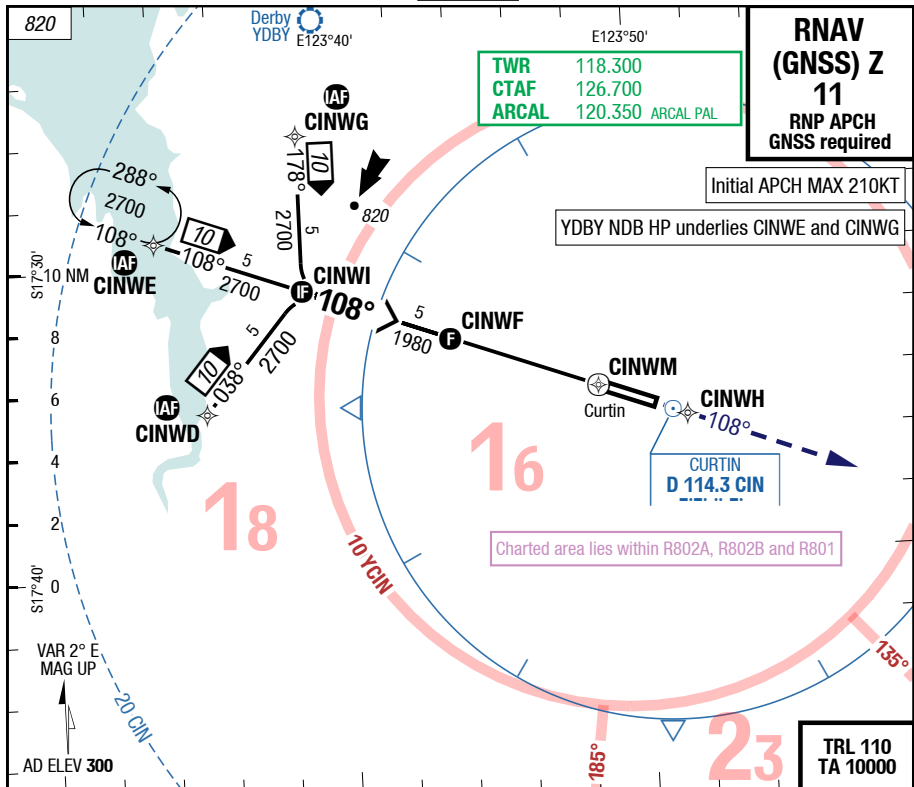 820
Derby
YDBY
E123°40'
E123°50'
TWR 118.300
CTAF 126.700
ARCAL 120.350 ARCAL PAL
RNAV
(GNSS) Z
11
RNP APCH
GNSS required
Initial APCH MAX 210KT
YDBY NDB HP underlies CINWE and CINWG
IAF
CINWG
10
178°
2700
5
820
288°
2700
108°
IAF
CINWE
10
108°
5
2700
CINWI
IF
108°
5
1980
CINWF
F
S17°30'
10 NM
8
6
4
2
0
S17°40'
5
2700
10
038°
IAF
CINWD
CINWM
Curtin
CINWH
108°
CURTIN
D 114.3 CIN
18
16
23
10 YCIN
Charted area lies within R802A, R802B and R801
135°
185°
20 CIN
VAR 2° E
MAG UP
AD ELEV 300
TRL 110
TA 10000